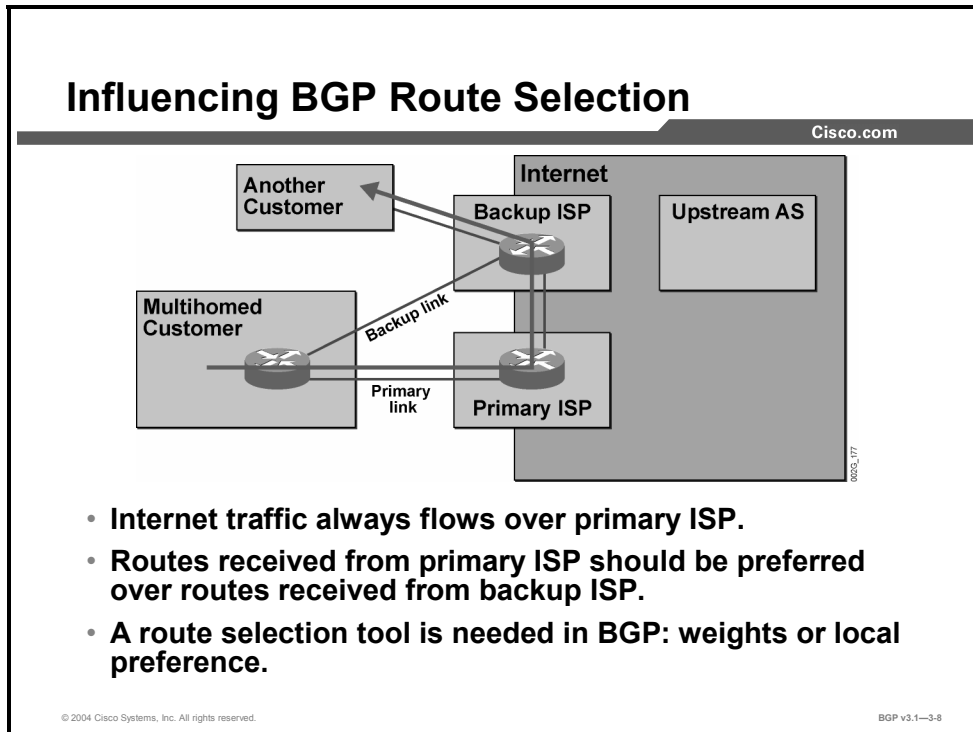 Influencing BGP Route Selection
Cisco.com
Another
Customer
Internet
Backup ISP
Upstream AS
Multihomed
Customer
Backup link
Primary
link
Primary ISP
002G_177
• Internet traffic always flows over primary ISP.
• Routes received from primary ISP should be preferred
over routes received from backup ISP.
• A route selection tool is needed in BGP: weights or local
preference.
© 2004 Cisco Systems, Inc. All rights reserved.
BGP v3.1—3-8